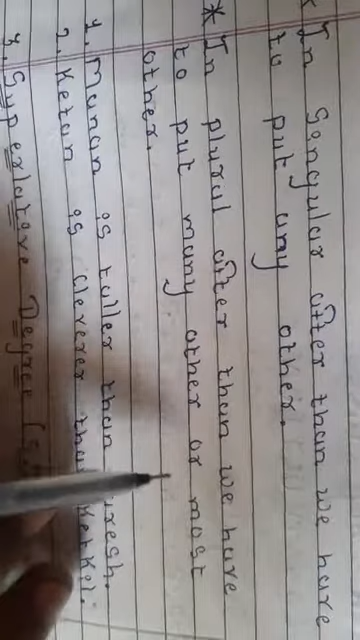 * In Singular after than we have
to put any other.
* In plural after than we have
to put many other or most
other.
1. Manan is taller than
2. Ketan is cleverer than
3. Superlative Degree